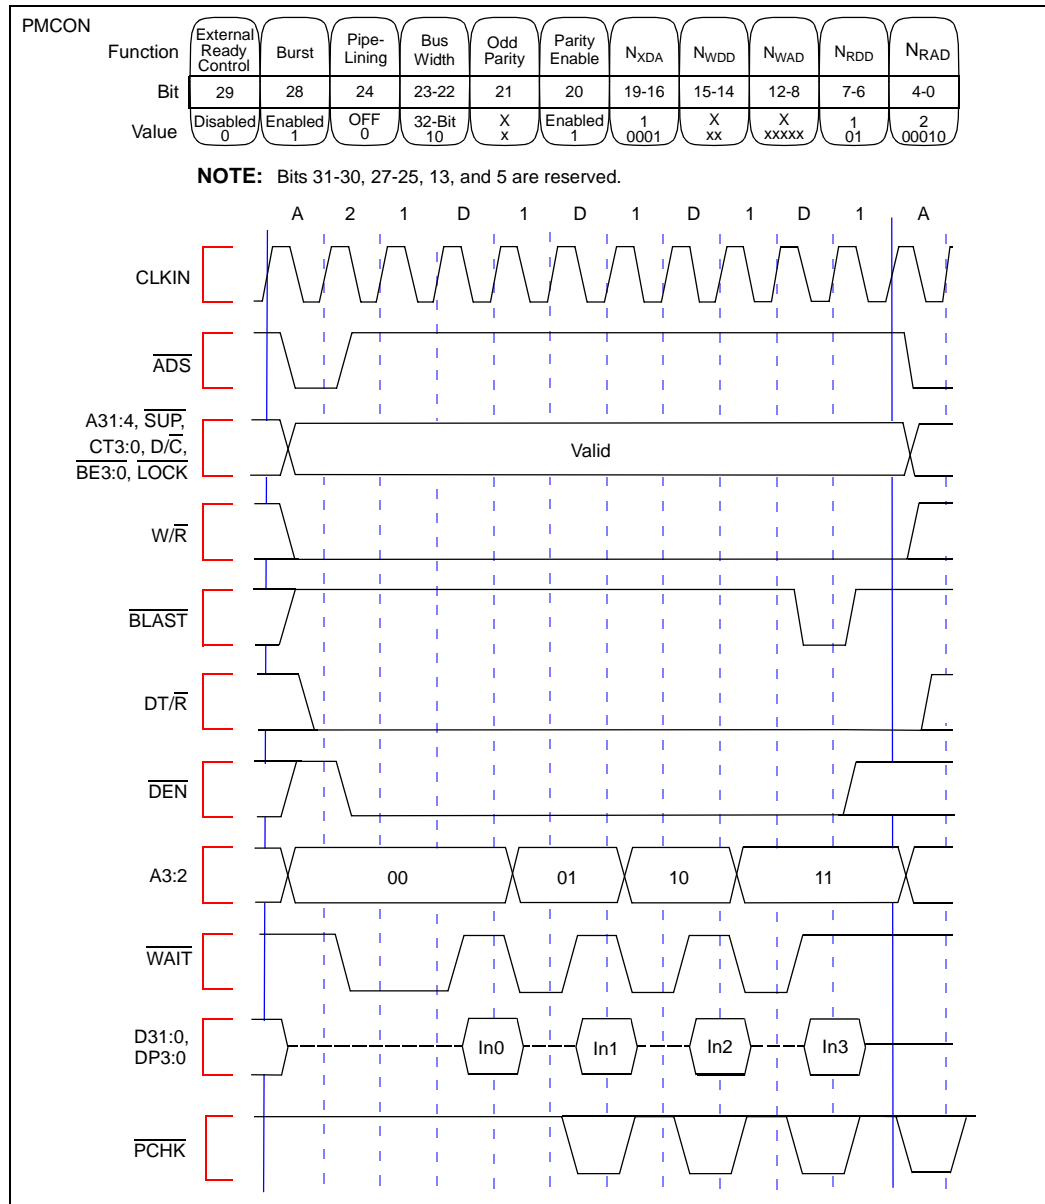 PMCON
Function External Ready Control Burst Pipe-Lining Bus Width Odd Parity Parity Enable NXDA NWDD NWAD NRDD NRAD
Bit 29 28 24 23-22 21 20 19-16 15-14 12-8 7-6 4-0
Value Disabled 0 Enabled 1 OFF 0 32-Bit 10 X x Enabled 1 1 0001 X xx X xxxxx 1 01 2 00010
NOTE: Bits 31-30, 27-25, 13, and 5 are reserved.
A 2 1 D 1 D 1 D 1 D 1 A
CLKIN
ADS
A31:4, SUP,
CT3:0, D/C,
BE3:0, LOCK
Valid
W/R
BLAST
DT/R
DEN
A3:2 00 01 10 11
WAIT
D31:0,
DP3:0
In0 In1 In2 In3
PCHK